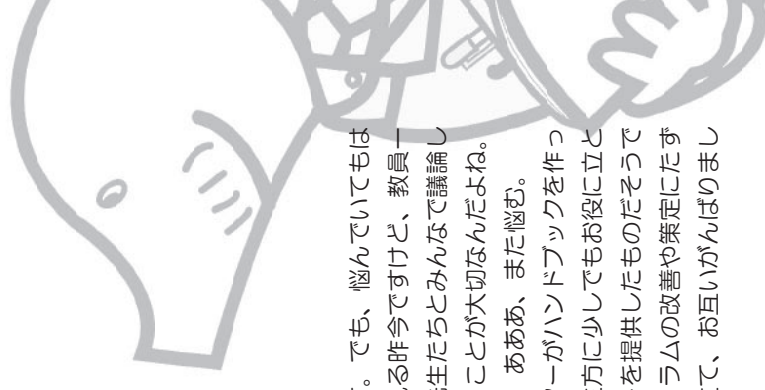 。でも、悩んでいてもは
る昨今ですけど、教員一
生たちとみんなで議論し
ことが大切なんだよね。
あああ、また悩む。
ーがハンドブックを作っ
方に少しでもお役に立と
を提供したものだそうで
ラムの改善や策定にたず
て、お互いがんばりまし